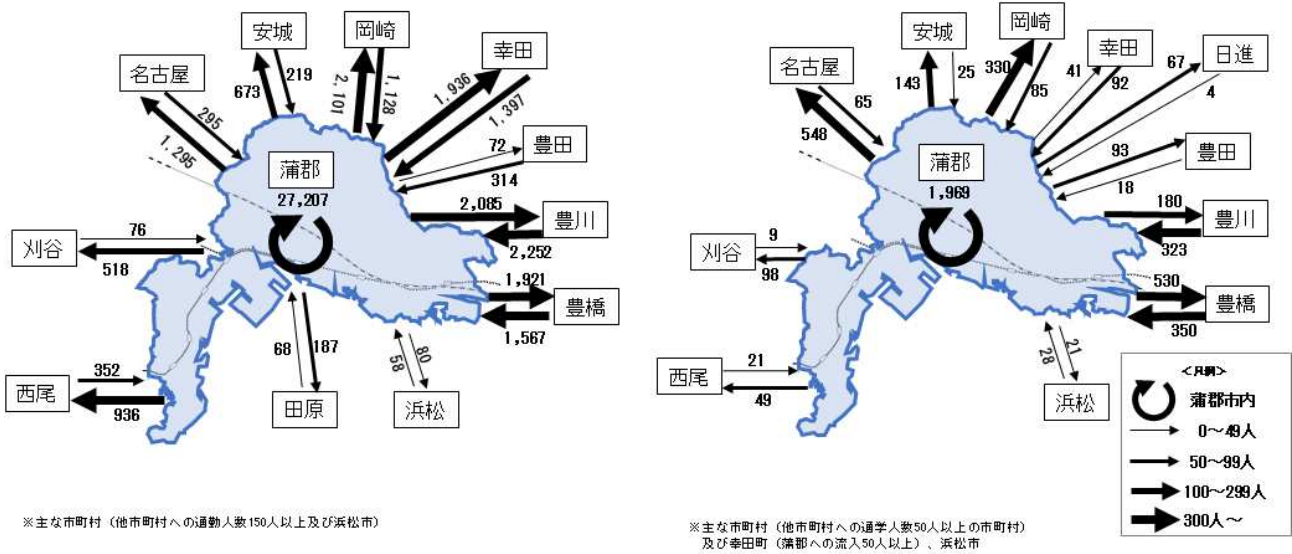 安城
219
673
岡崎
2,101
1,128
幸田
1,936
1,397
名古屋
295
1,295
豊田
72
314
蒲郡
27,207
豊川
2,085
2,252
刈谷
76
518
豊橋
1,921
1,567
西尾
352
936
田原
68
187
浜松
80
58
※主な市町村（他市町村への通勤人数150人以上及び浜松市）
安城
143
25
岡崎
330
85
幸田
41
92
日進
67
4
名古屋
65
548
豊田
93
18
蒲郡
1,969
豊川
180
323
刈谷
9
98
豊橋
530
350
西尾
21
49
浜松
21
28
<凡例>
蒲郡市内
0～49人
50～99人
100～299人
300人～
※主な市町村（他市町村への通学人数50人以上の市町村）
及び幸田町（蒲郡への流入50人以上）、浜松市